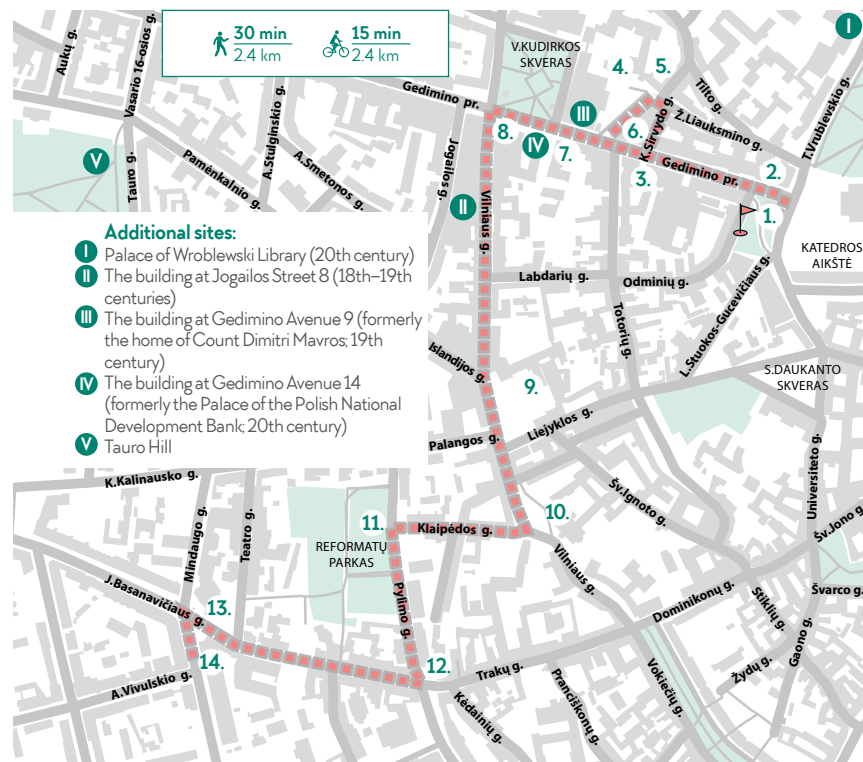 30 min
2.4 km
15 min
2.4 km
I
V.KUDIRKOS
SKVERAS
4.
5.
Aukų g.
Vasario 16-osios g.
Gedimino pr.
Tilto g.
T.Vrublevskio g.
III
6.
K.Sirvydo g.
Ž.Liauksmino g.
8.
IV
7.
A.Stulginskio g.
A.Smetonos g.
Jogailos g.
V
Tauro g.
Pamėnkalnio g.
3.
Gedimino pr.
2.
1.
II
Vilniaus g.
KATEDROS
AIKŠTĖ
Additional sites:
I Palace of Wroblewski Library (20th century)
II The building at Jogailos Street 8 (18th–19th
centuries)
III The building at Gedimino Avenue 9 (formerly
the home of Count Dimitri Mavros; 19th
century)
IV The building at Gedimino Avenue 14
(formerly the Palace of the Polish National
Development Bank; 20th century)
V Tauro Hill
Labdarių g.
Odminių g.
Totorių g.
L.Stuokos-Gucevičiaus g.
Islandijos g.
9.
S.DAUKANTO
SKVERAS
Palangos g.
Liejyklos g.
K.Kalinausko g.
Universiteto g.
Šv.Ignoto g.
Mindaugo g.
Teatro g.
11.
Klaipėdos g.
10.
Šv.Jono g.
REFORMATŲ
PARKAS
Vilniaus g.
J.Basanavičiaus g.
13.
Pylimo g.
Dominikonų g.
Stiklių g.
Švarco g.
14.
12.
Trakų g.
Gaono g.
Žydų g.
A.Vivulskio g.
Kėdainių g.
Pranciškonų g.
Vokiečių g.